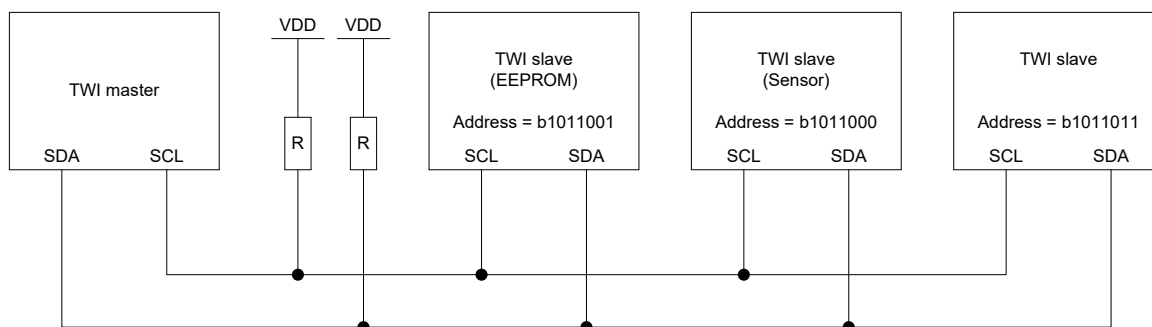 TWI master
SDA
SCL
VDD
VDD
R
R
TWI slave
(EEPROM)
Address = b1011001
SCL
SDA
TWI slave
(Sensor)
Address = b1011000
SCL
SDA
TWI slave
Address = b1011011
SCL
SDA